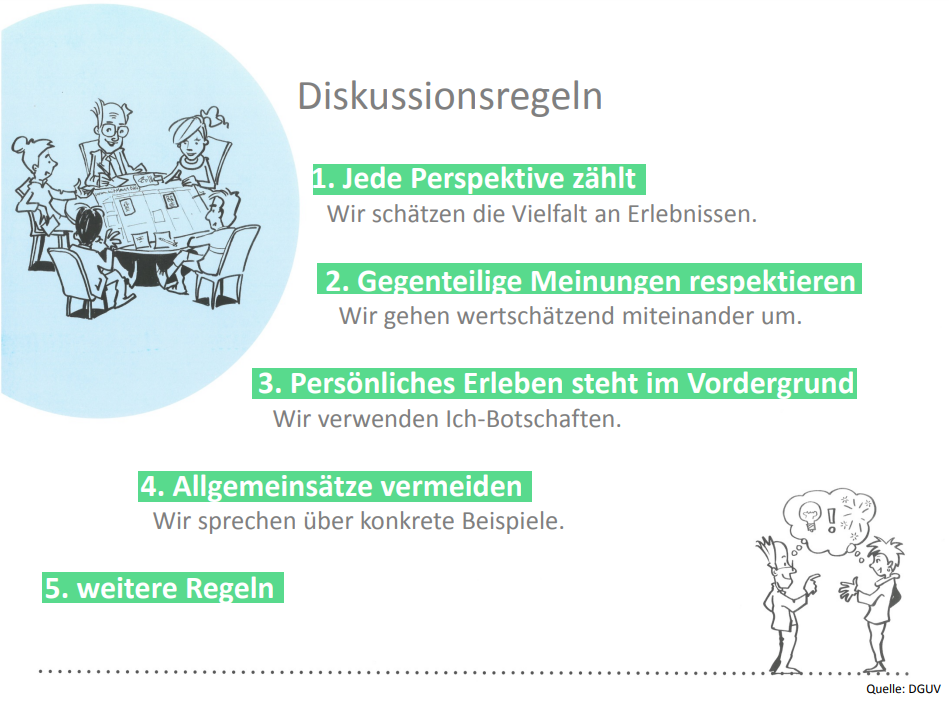 Diskussionsregeln
1. Jede Perspektive zählt
Wir schätzen die Vielfalt an Erlebnissen.
2. Gegenteilige Meinungen respektieren
Wir gehen wertschätzend miteinander um.
3. Persönliches Erleben steht im Vordergrund
Wir verwenden Ich-Botschaften.
4. Allgemeinsätze vermeiden
Wir sprechen über konkrete Beispiele.
5. weitere Regeln
!
Quelle: DGUV